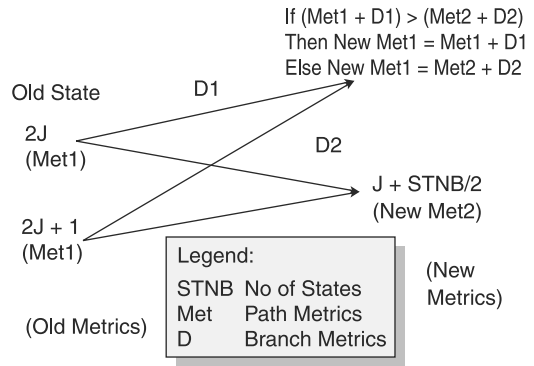 If (Met1 + D1) > (Met2 + D2)
Then New Met1 = Met1 + D1
Else New Met1 = Met2 + D2
Old State
D1
2J
(Met1)
D2
J + STNB/2
(New Met2)
2J + 1
(Met1)
Legend:
STNB No of States
Met Path Metrics
D Branch Metrics
(New
Metrics)
(Old Metrics)